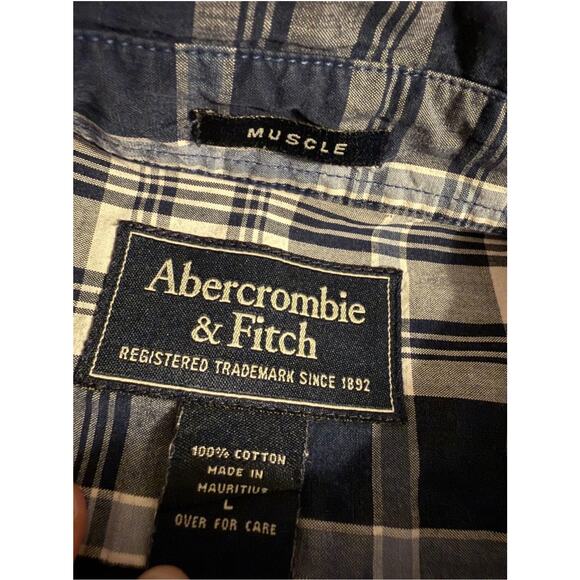 MUSCLE
Abercrombie
& Fitch
REGISTERED TRADEMARK SINCE 1892
100% COTTON
MADE IN
MAURITIUS
L
OVER FOR CARE